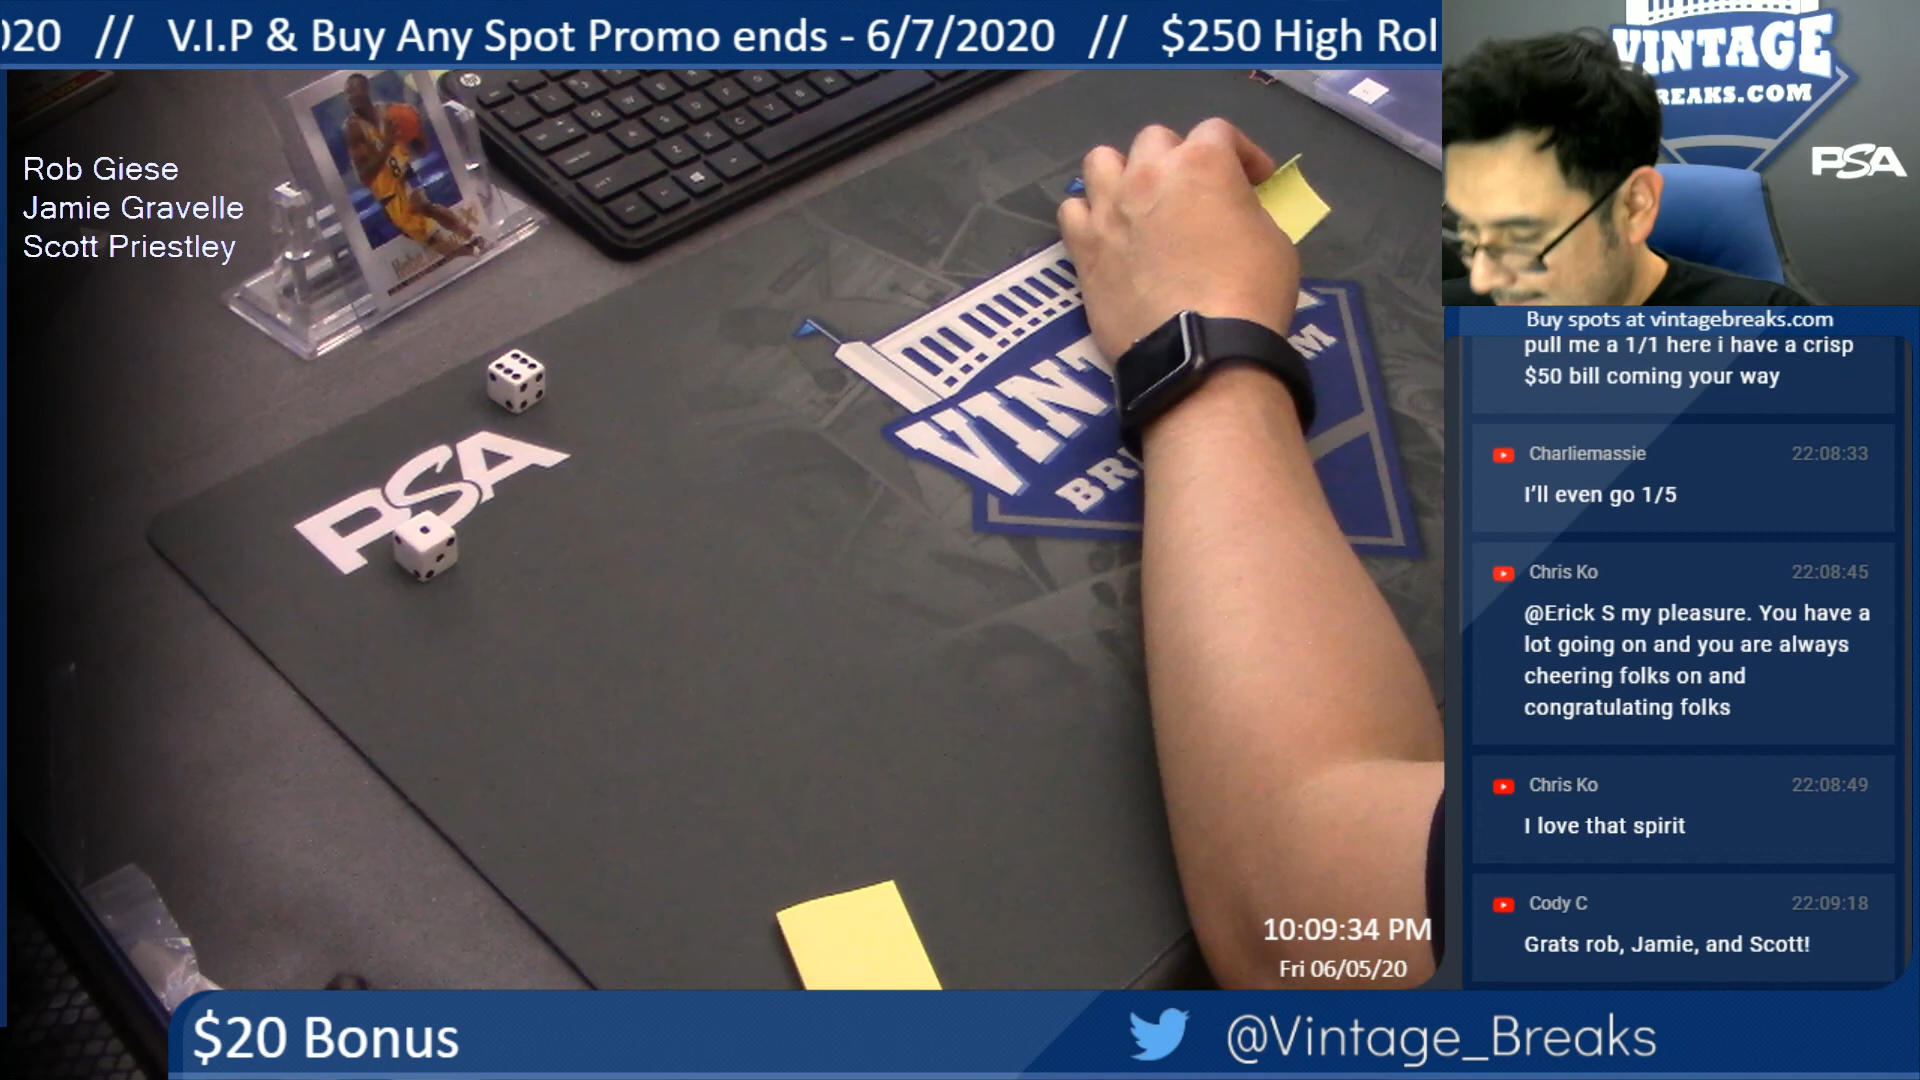 020 // V.I.P & Buy Any Spot Promo ends - 6/7/2020 // $250 High Rol
VINTAGE
REAKS.COM
PSA
Rob Giese
Jamie Gravelle
Scott Priestley
8
PSA
VINT
BR
M
Buy spots at vintagebreaks.com
pull me a 1/1 here i have a crisp
$50 bill coming your way
Charliemassie 22:08:33
I’ll even go 1/5
Chris Ko 22:08:45
@Erick S my pleasure. You have a
lot going on and you are always
cheering folks on and
congratulating folks
Chris Ko 22:08:49
I love that spirit
Cody C 22:09:18
Grats rob, Jamie, and Scott!
10:09:34 PM
Fri 06/05/20
$20 Bonus
@Vintage_Breaks